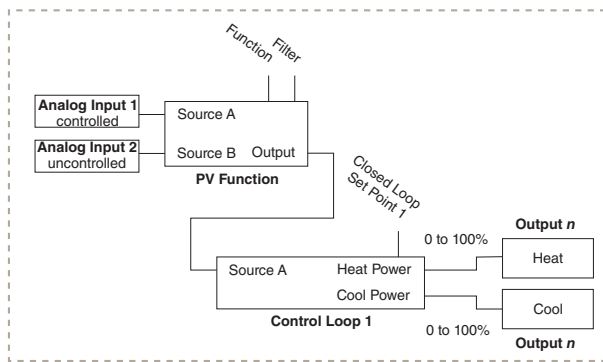 Function
Filter
Analog Input 1
controlled
Analog Input 2
uncontrolled
Source A
Source B Output
PV Function
Closed Loop
Set Point 1
Source A Heat Power
Cool Power
Control Loop 1
0 to 100%
0 to 100%
Output n
Heat
Cool
Output n